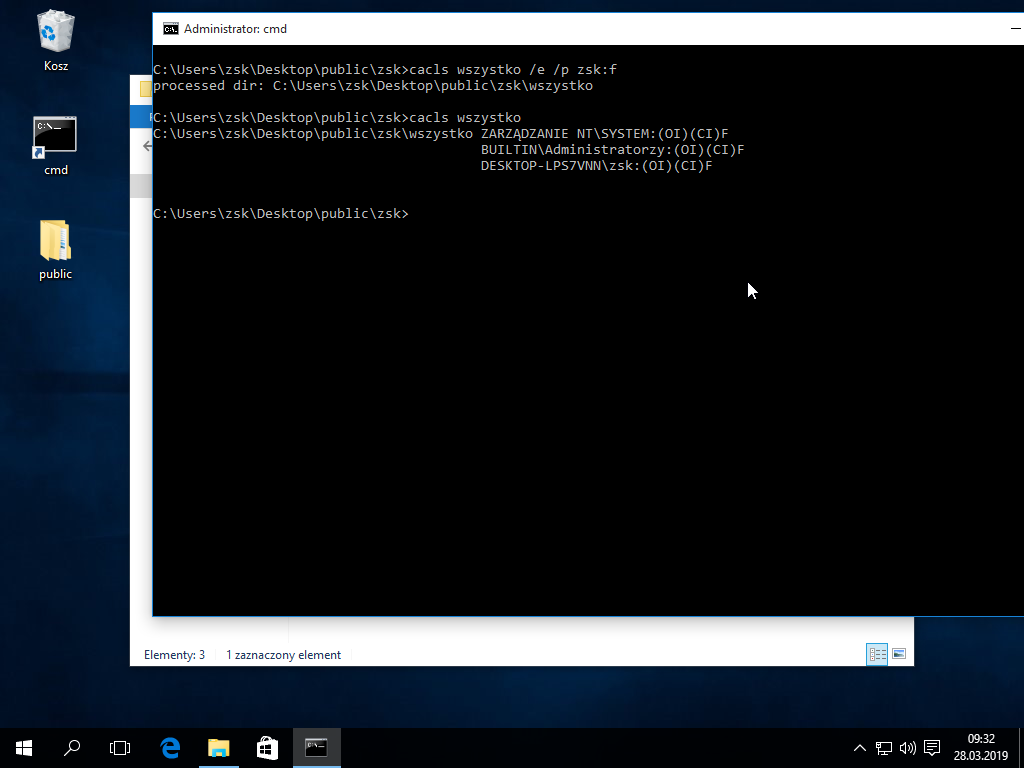 Kosz
cmd
public
Administrator: cmd
C:\Users\zsk\Desktop\public\zsk>cacls wszystko /e /p zsk:f
processed dir: C:\Users\zsk\Desktop\public\zsk\wszystko
C:\Users\zsk\Desktop\public\zsk>cacls wszystko
C:\Users\zsk\Desktop\public\zsk\wszystko ZARZĄDZANIE NT\SYSTEM:(OI)(CI)F
BUILTIN\Administratorzy:(OI)(CI)F
DESKTOP-LPS7VNN\zsk:(OI)(CI)F
C:\Users\zsk\Desktop\public\zsk>
Elementy: 3 1 zaznaczony element
09:32
28.03.2019